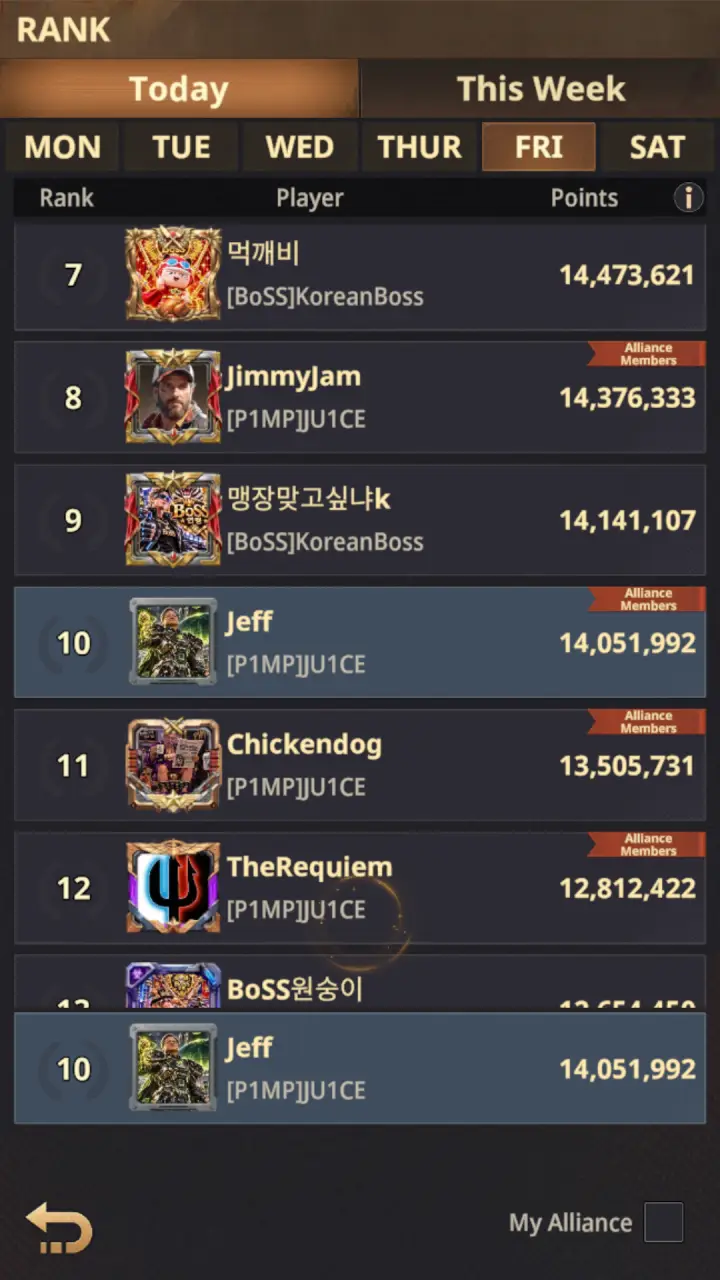 RANK
Today
This Week
MON
TUE
WED
THUR
FRI
SAT
Rank
Player
Points
7
먹깨비
[BoSS]KoreanBoss
14,473,621
Alliance
Members
8
JimmyJam
[P1MP]JU1CE
14,376,333
9
맹장맞고싶냐k
[BoSS]KoreanBoss
14,141,107
Alliance
Members
10
Jeff
[P1MP]JU1CE
14,051,992
Alliance
Members
11
Chickendog
[P1MP]JU1CE
13,505,731
Alliance
Members
12
TheRequiem
[P1MP]JU1CE
12,812,422
BoSS원숭이
10
Jeff
[P1MP]JU1CE
14,051,992
My Alliance